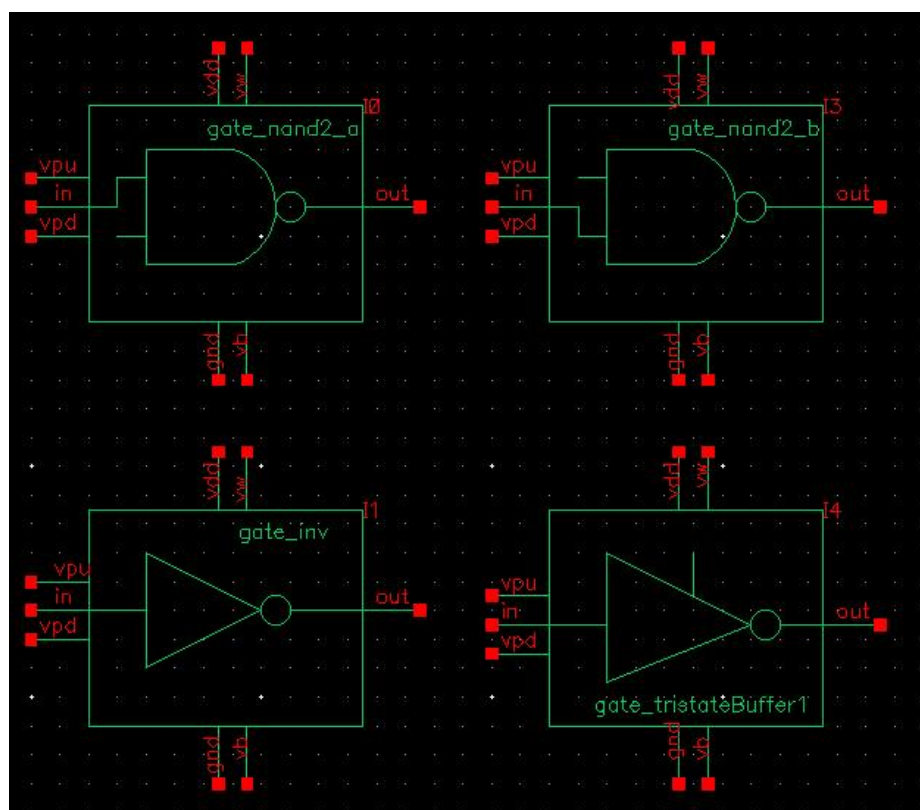 vdd vw
I0
gate_nand2_a
vpu
in
vpd
out
gnd vb
vdd vw
I3
gate_nand2_b
vpu
in
vpd
out
gnd vb
vdd vw
I1
gate_inv
vpu
in
vpd
out
gnd vb
vdd vw
I4
vpu
in
vpd
out
gate_tristateBuffer1
gnd vb